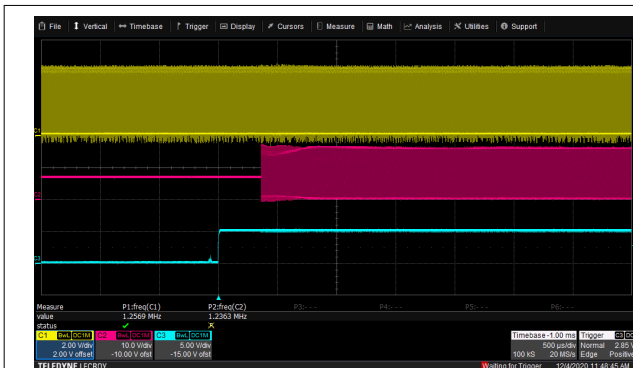 File Vertical Timebase Trigger Display Cursors Measure Math Analysis Utilities Support
C1
C2
C3
Measure P1:freq(C1) P2:freq(C2) P3:- - - P4:- - - P5:- - - P6:- - -
value 1.2569 MHz 1.2363 MHz
status
C1 BwL DC1M C2 BwL DC1M C3 BwL DC1M Timebase -1.00 ms Trigger C3 DC
2.00 V/div 10.0 V/div 5.00 V/div 500 µs/div Normal 2.85 V
2.00 V offset -10.00 V ofst -15.00 V ofst 100 kS 20 MS/s Edge Positive
TELEDYNE LECROY Waiting for Trigger 12/4/2020 11:48:45 AM